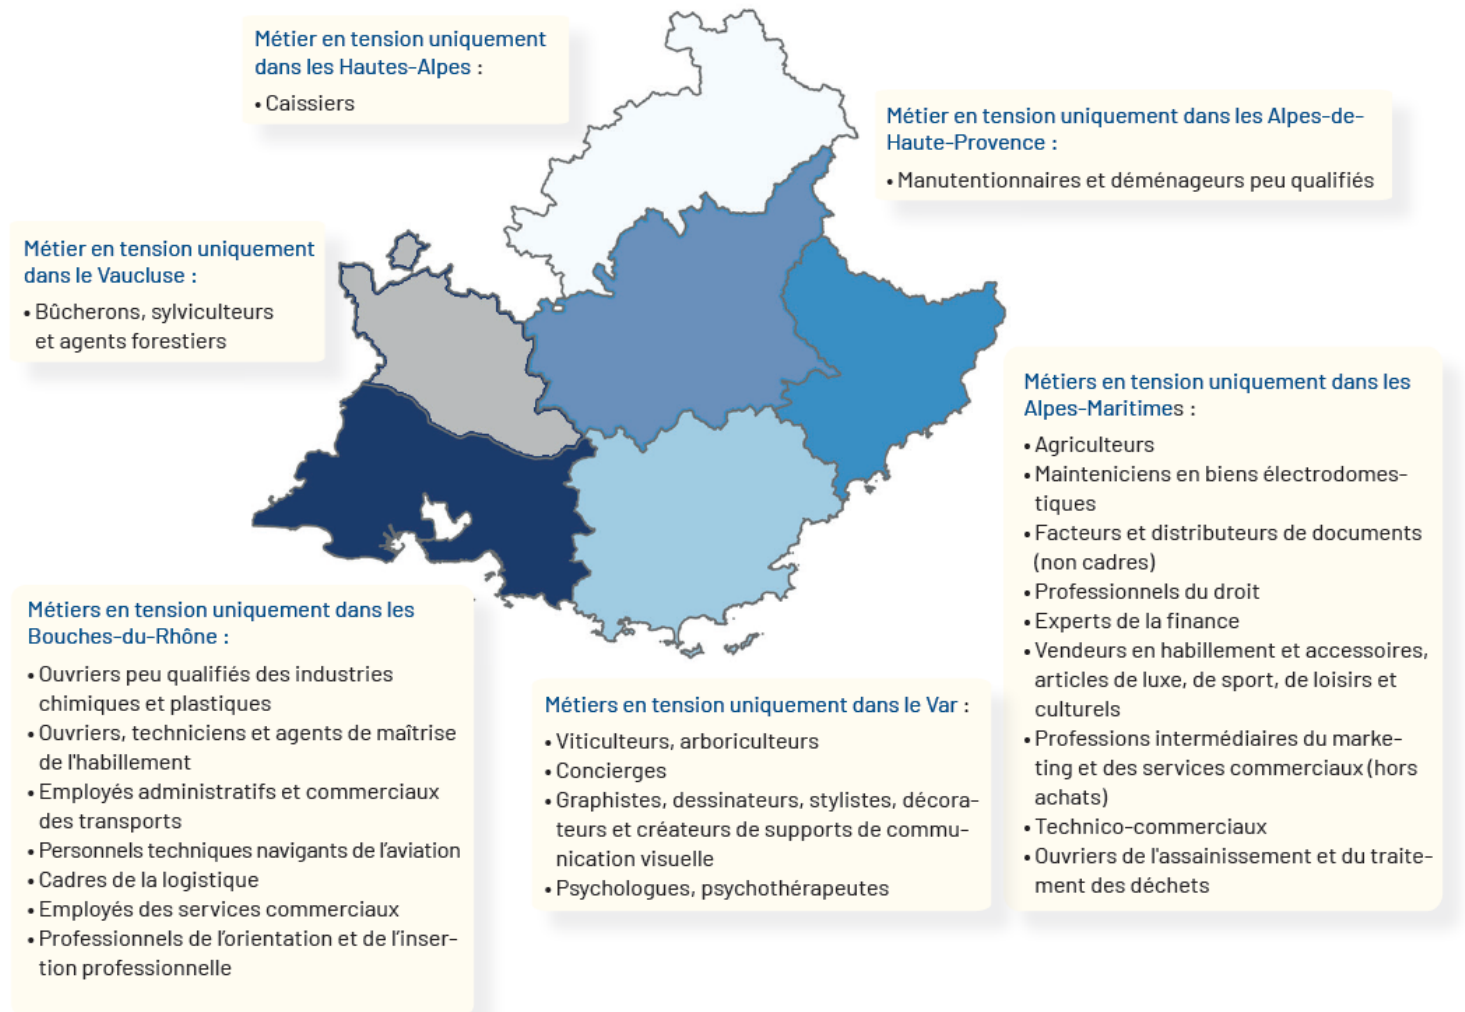 Métier en tension uniquement
dans les Hautes-Alpes :
• Caissiers
Métier en tension uniquement dans les Alpes-de-
Haute-Provence :
• Manutentionnaires et déménageurs peu qualifiés
Métier en tension uniquement
dans le Vaucluse :
• Bûcherons, sylviculteurs
et agents forestiers
Métiers en tension uniquement dans les
Alpes-Maritimes :
• Agriculteurs
• Mainteniciens en biens électrodomes-
tiques
• Facteurs et distributeurs de documents
(non cadres)
• Professionnels du droit
• Experts de la finance
• Vendeurs en habillement et accessoires,
articles de luxe, de sport, de loisirs et
culturels
• Professions intermédiaires du marke-
ting et des services commerciaux (hors
achats)
• Technico-commerciaux
• Ouvriers de l'assainissement et du traite-
ment des déchets
Métiers en tension uniquement dans les
Bouches-du-Rhône :
• Ouvriers peu qualifiés des industries
chimiques et plastiques
• Ouvriers, techniciens et agents de maîtrise
de l'habillement
• Employés administratifs et commerciaux
des transports
• Personnels techniques navigants de l'aviation
• Cadres de la logistique
• Employés des services commerciaux
• Professionnels de l'orientation et de l'inser-
tion professionnelle
Métiers en tension uniquement dans le Var :
• Viticulteurs, arboriculteurs
• Concierges
• Graphistes, dessinateurs, stylistes, décora-
teurs et créateurs de supports de commu-
nication visuelle
• Psychologues, psychothérapeutes